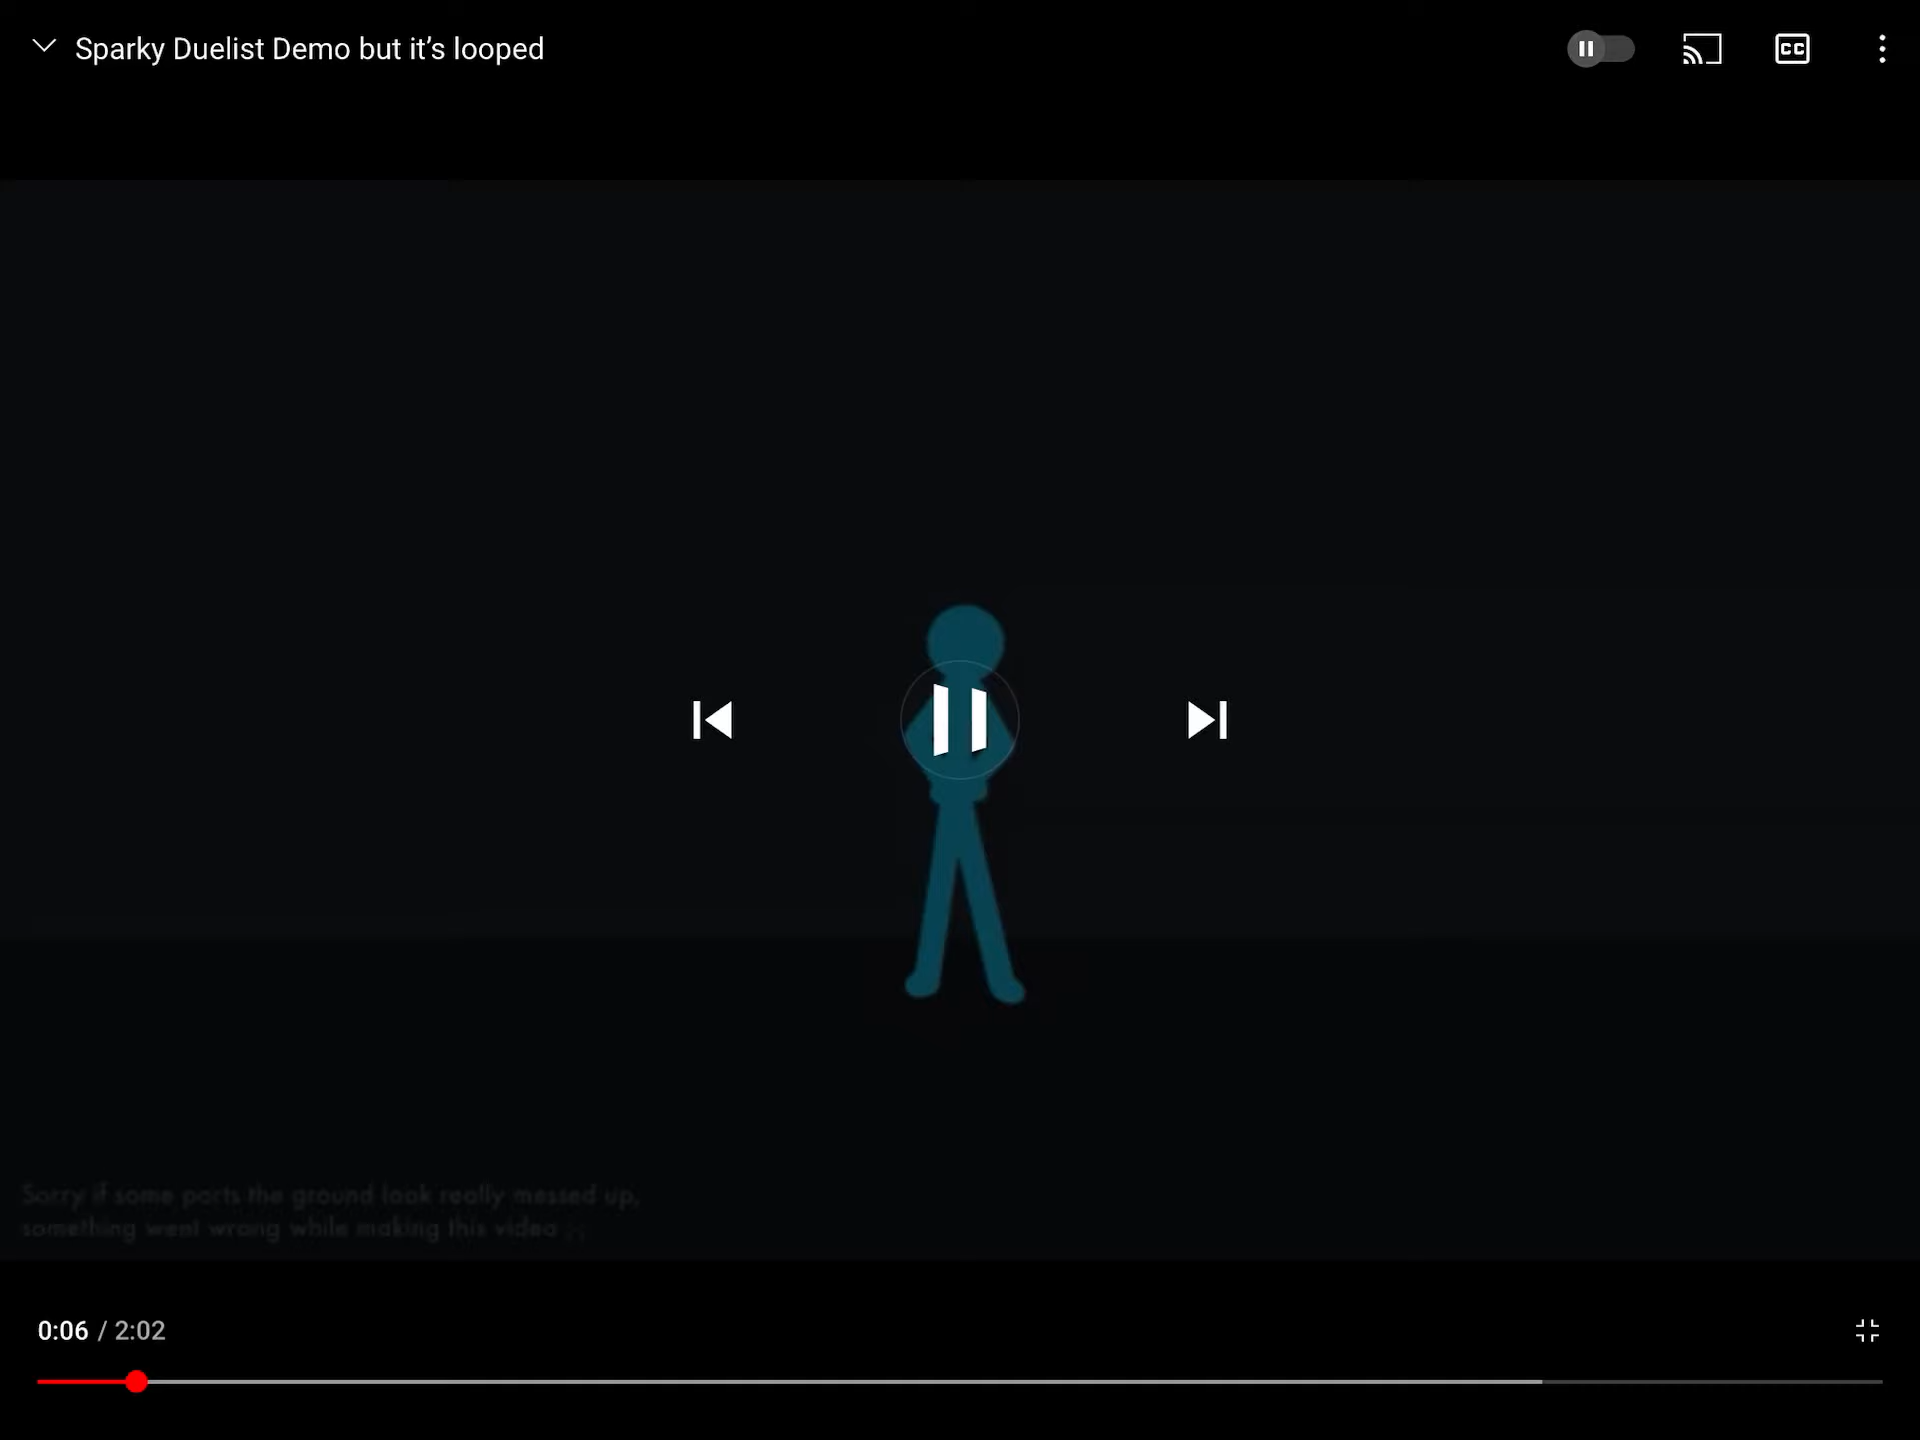 Sparky Duelist Demo but it’s looped
CC
Sorry if some parts the ground look really messed up,
something went wrong while making this video
0:06 / 2:02